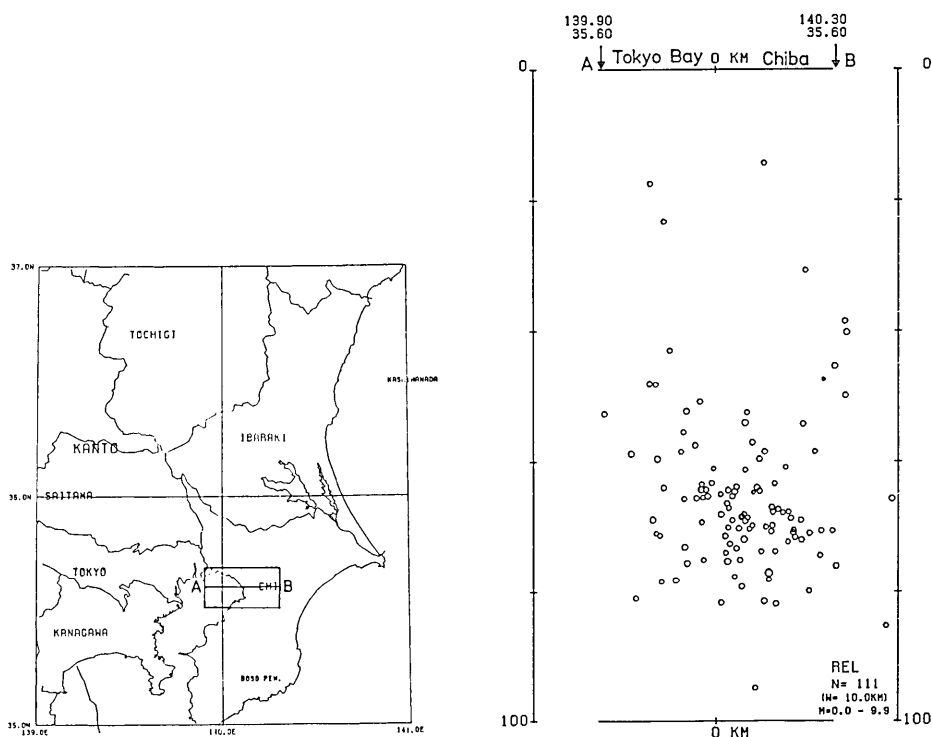 37.0N
TOCHIGI
IBARAKI
KANTO
36.0N
SAITAMA
TOKYO
A
CHI
B
KANAGAWA
BOSO PEN.
35.0N
139.0E
140.0E
141.0E
139.90
35.60
140.30
35.60
A
Tokyo Bay
0 KM
Chiba
B
0
0
REL
N= 111
(W= 10.0KM)
M=0.0 - 9.9
100
100
0 KM